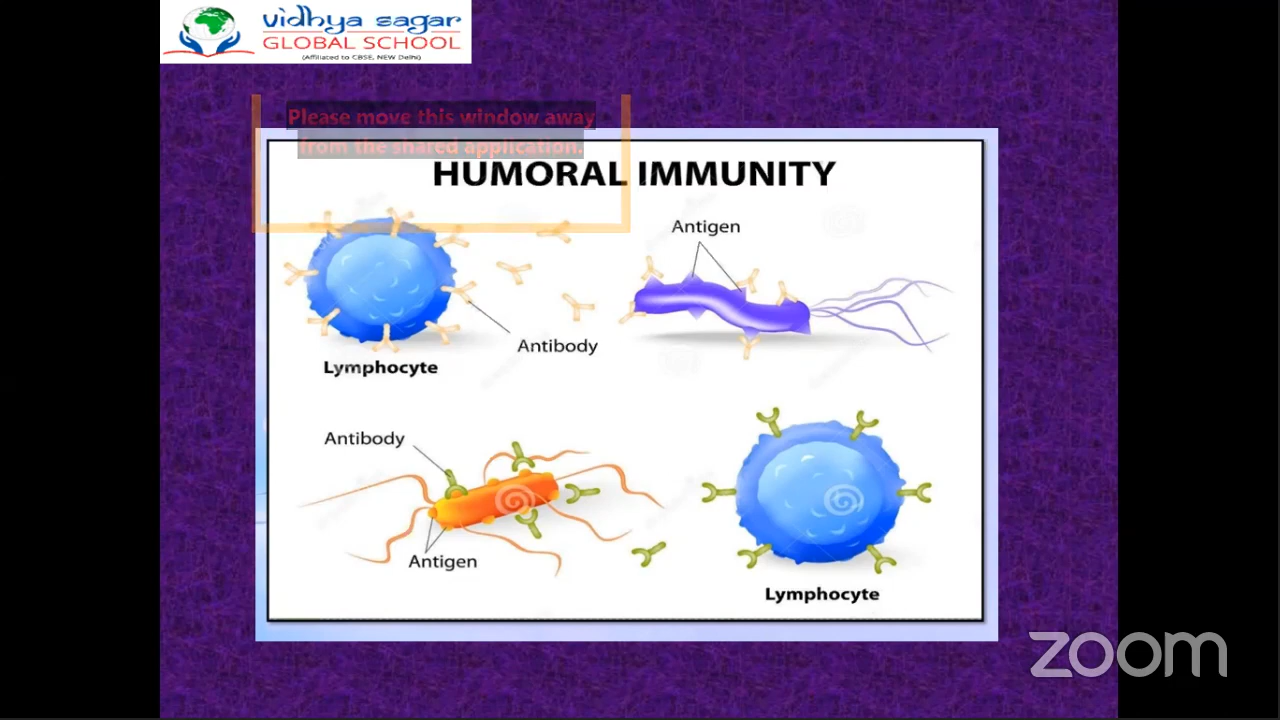 vidhya sagar
GLOBAL SCHOOL
(Affiliated to CBSE, NEW Delhi)
Please move this window away
from the shared application.
HUMORAL IMMUNITY
Antigen
Antibody
Lymphocyte
Antibody
Antigen
Lymphocyte
zoom